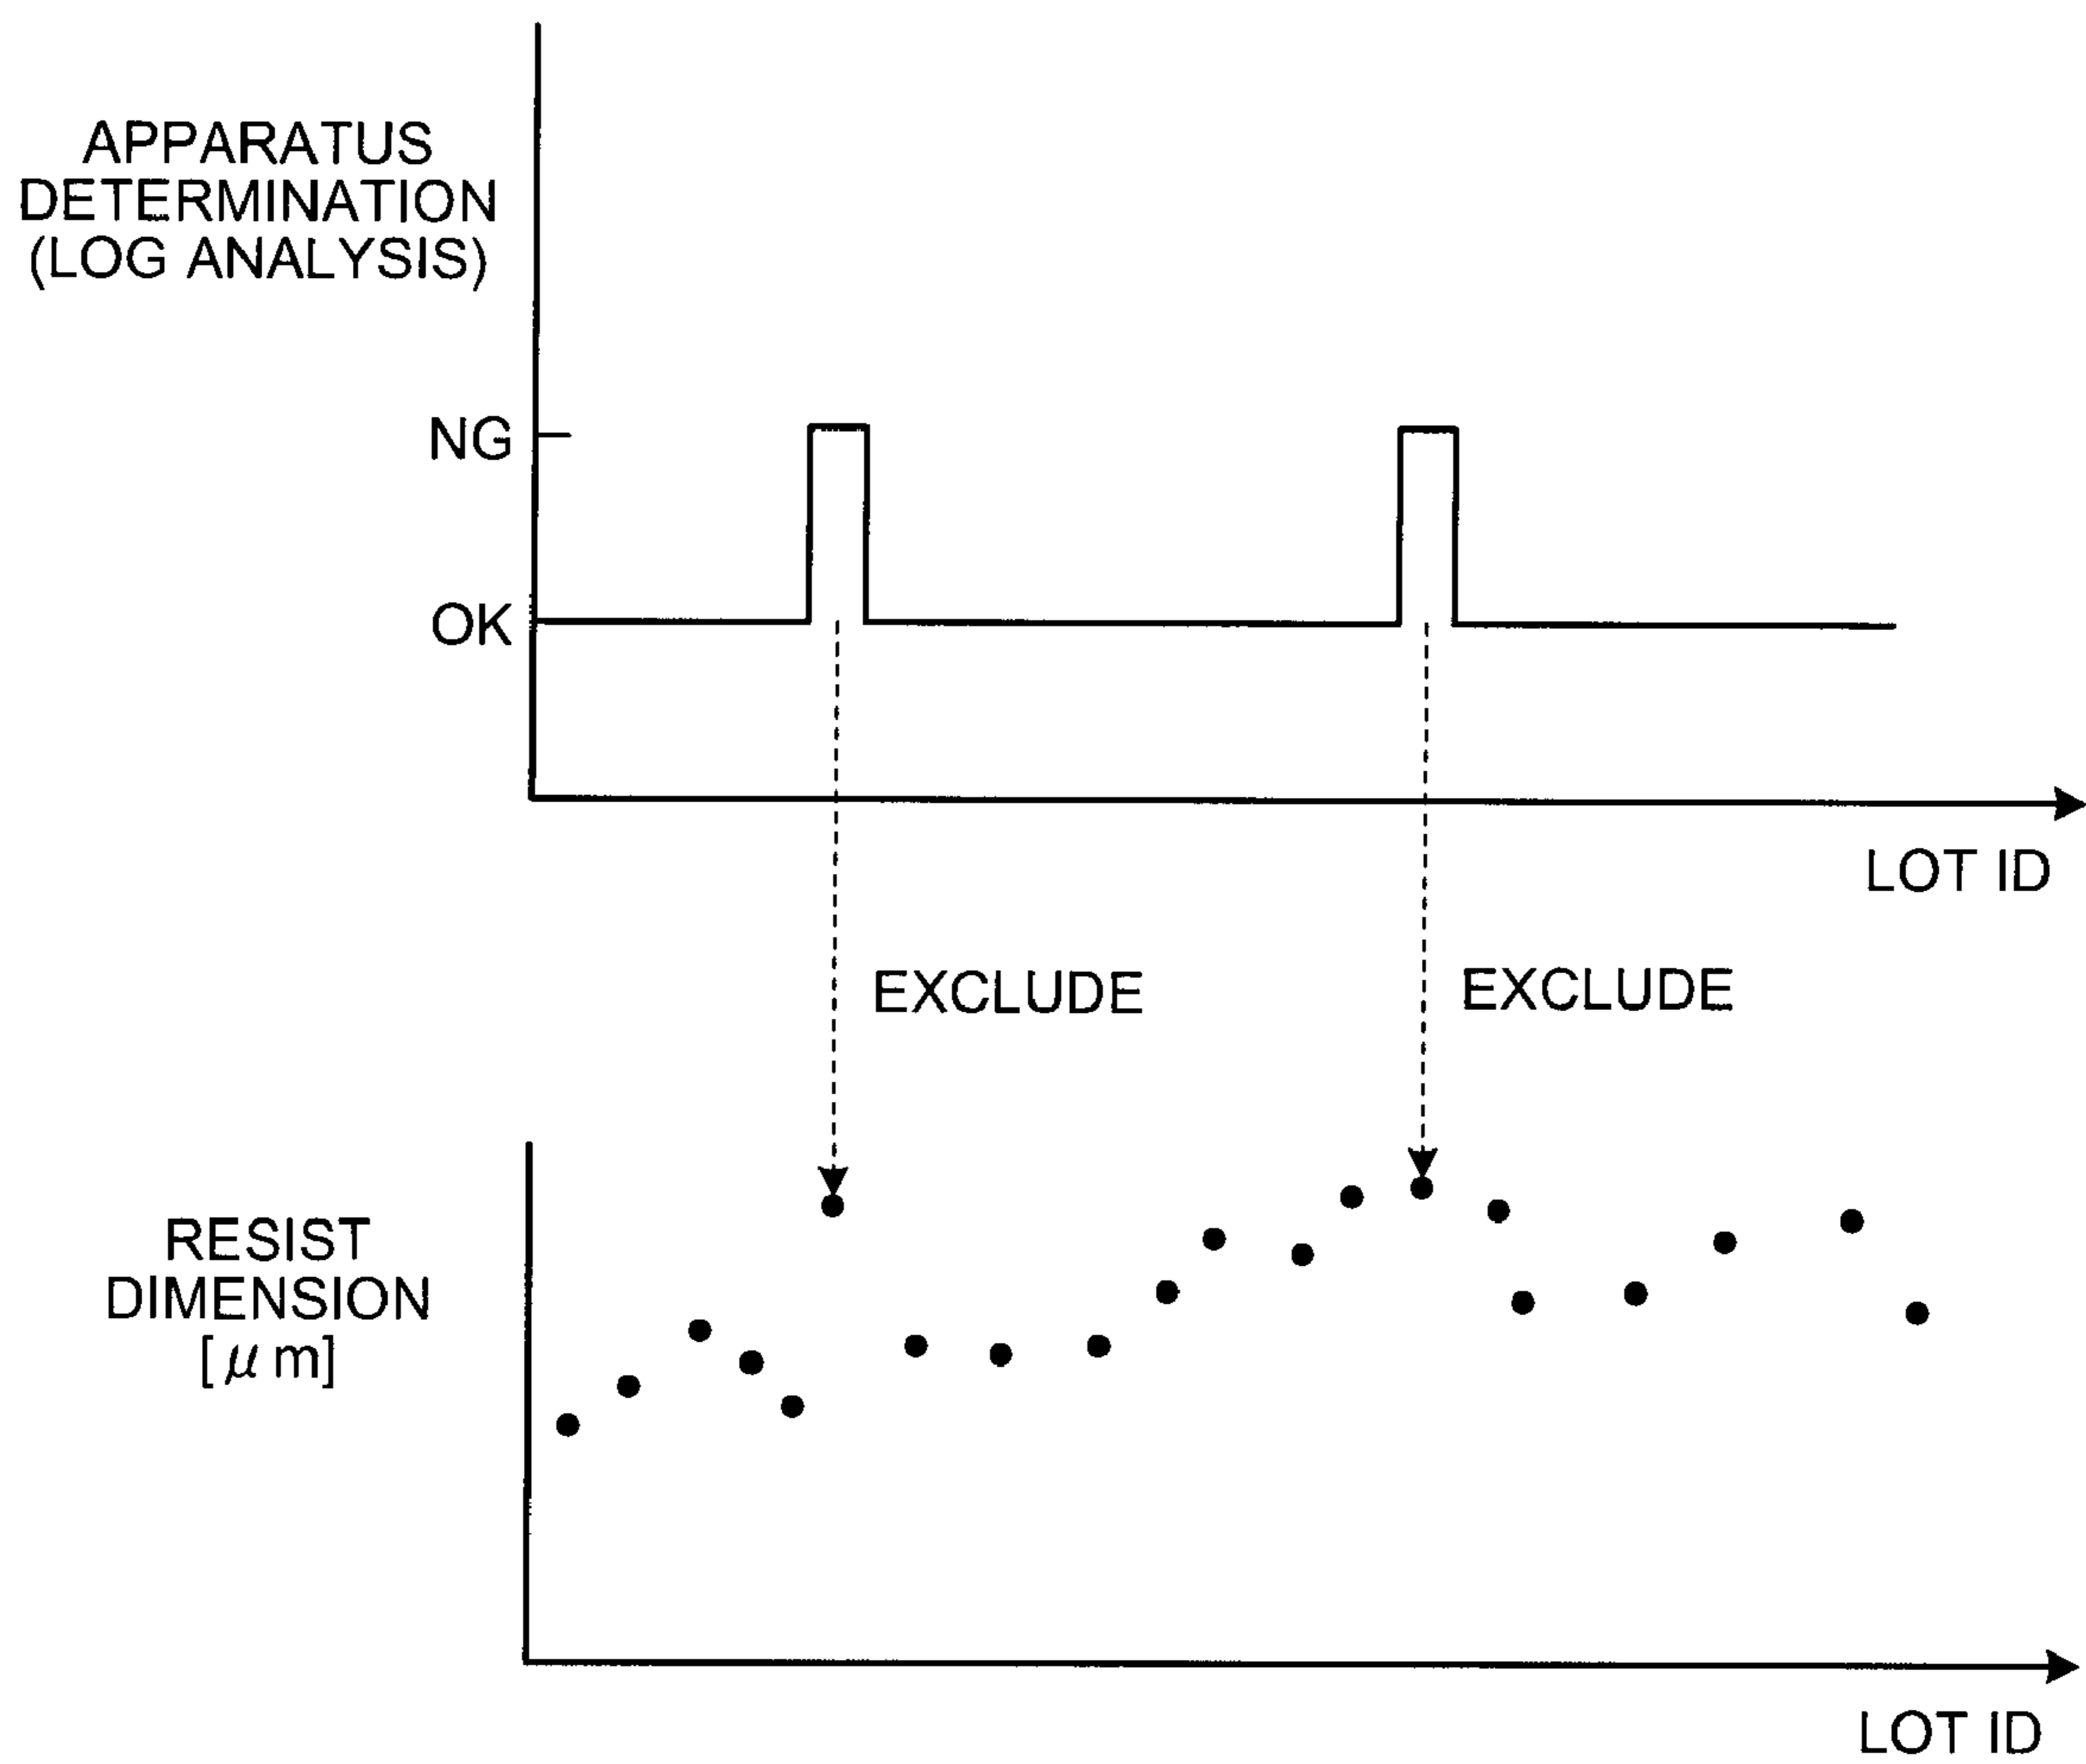 APPARATUS
DETERMINATION
(LOG ANALYSIS)
NG
OK
LOT ID
EXCLUDE
EXCLUDE
RESIST
DIMENSION
[μm]
LOT ID